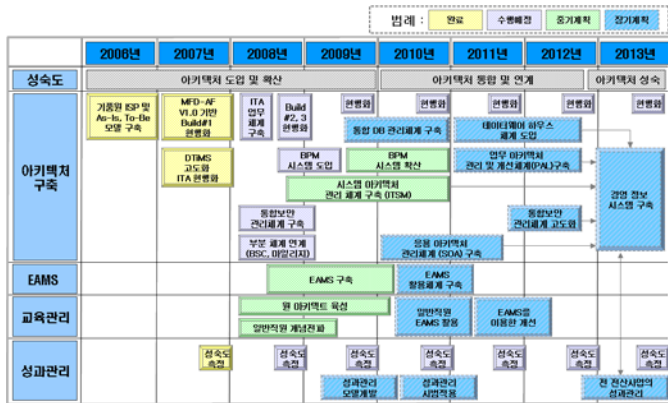 범례 :
완료
수행예정
중기계획
장기계획
2006년
2007년
2008년
2009년
2010년
2011년
2012년
2013년
성숙도
아키텍처 도입 및 확산
아키텍처 통합 및 연계
아키텍처 성숙
아키텍처
구축
기품원 ISP 및
As-Is, To-Be
모델 구축
MFD-AF
V1.0 기반
Build#1
현행화
ITA
업무
체계
구축
Build
#2, 3
현행화
현행화
현행화
현행화
현행화
현행화
통합 DB 관리체계 구축
데이터웨어 하우스
체계 도입
DTiMS
고도화
ITA 현행화
BPM
시스템 도입
BPM
시스템 확산
업무 아키텍처
관리 및 개선체계(PAL)구축
시스템 아키텍처
관리 체계 구축 (ITSM)
경영 정보
시스템 구축
통합보안
관리체계 구축
통합보안
관리체계 고도화
부분 체계 연계
(BSC, 마일리지)
응용 아키텍처
관리체계 (SOA) 구축
EAMS
EAMS 구축
EAMS
활용체계 구축
교육관리
원 아키텍트 육성
일반직원
EAMS 활용
EAMS를
이용한 개선
일반직원 개념전파
성과관리
성숙도
측정
성숙도
측정
성숙도
측정
성숙도
측정
성숙도
측정
성숙도
측정
성숙도
측정
성과관리
모델개발
성과관리
시범적용
전 전산사업의
성과관리